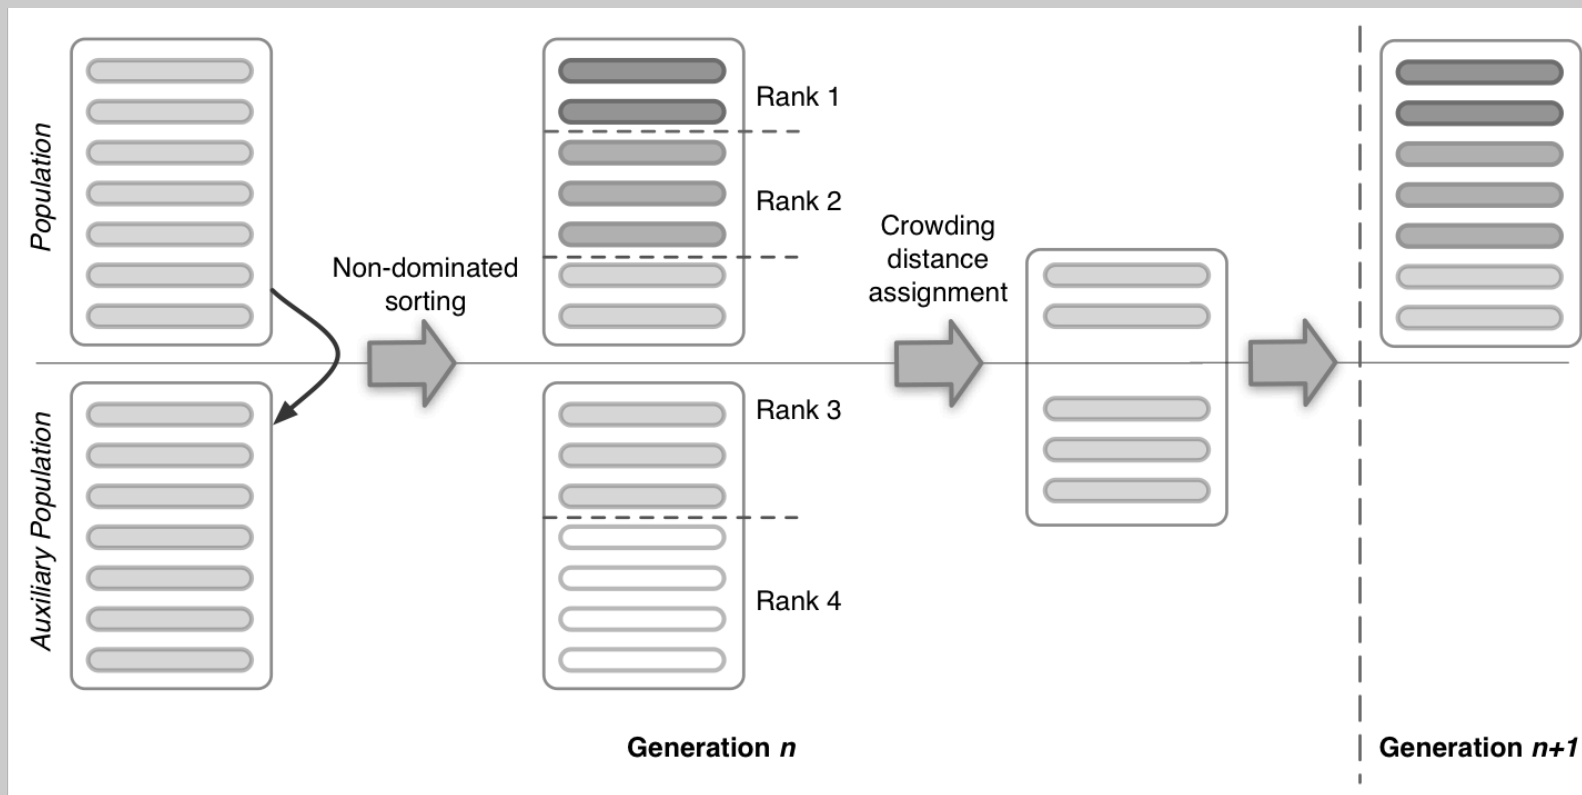 Population
Auxiliary Population
Non-dominated
sorting
Rank 1
Rank 2
Rank 3
Rank 4
Crowding
distance
assignment
Generation n
Generation n+1